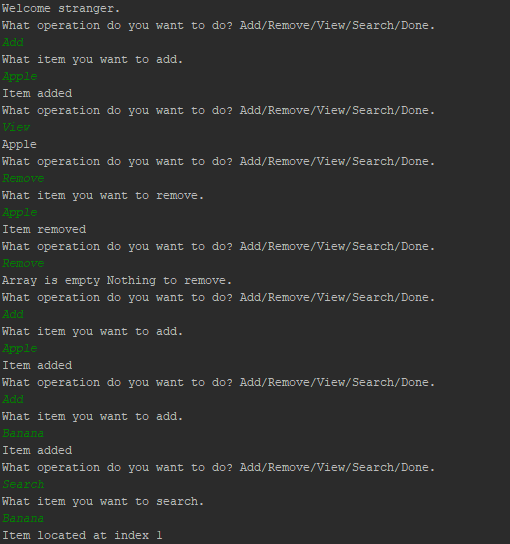 Welcome stranger.
What operation do you want to do? Add/Remove/View/Search/Done.
Add
What item you want to add.
Apple
Item added
What operation do you want to do? Add/Remove/View/Search/Done.
View
Apple
What operation do you want to do? Add/Remove/View/Search/Done.
Remove
What item you want to remove.
Apple
Item removed
What operation do you want to do? Add/Remove/View/Search/Done.
Remove
Array is empty Nothing to remove.
What operation do you want to do? Add/Remove/View/Search/Done.
Add
What item you want to add.
Apple
Item added
What operation do you want to do? Add/Remove/View/Search/Done.
Add
What item you want to add.
Banana
Item added
What operation do you want to do? Add/Remove/View/Search/Done.
Search
What item you want to search.
Banana
Item located at index 1